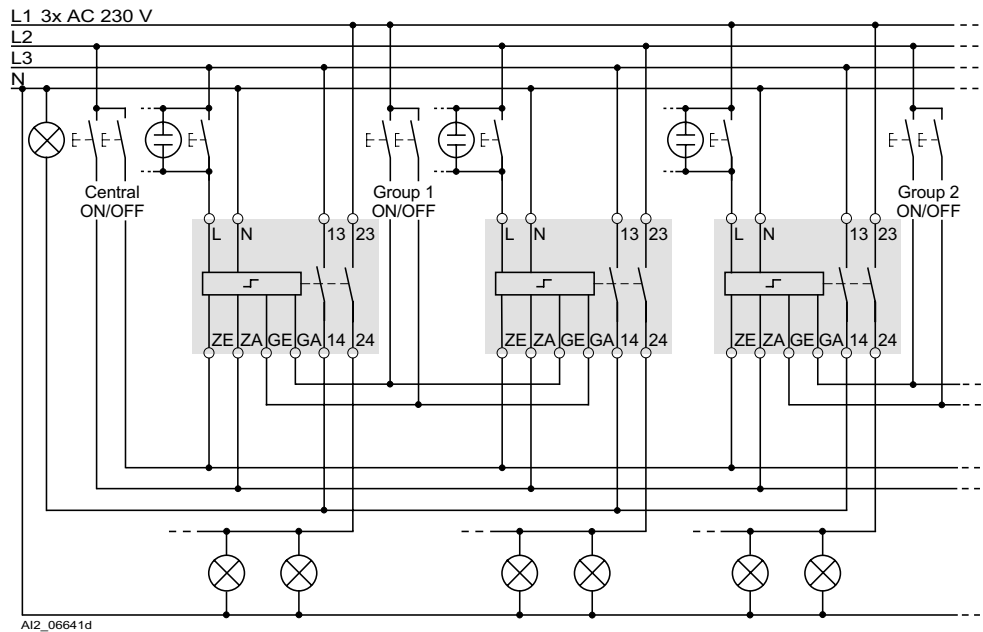 L1 3x AC 230 V
L2
L3
N
Central
ON/OFF
Group 1
ON/OFF
Group 2
ON/OFF
L N 13 23
L N 13 23
L N 13 23
ZE ZA GE GA 14 24
ZE ZA GE GA 14 24
ZE ZA GE GA 14 24
AI2_06641d